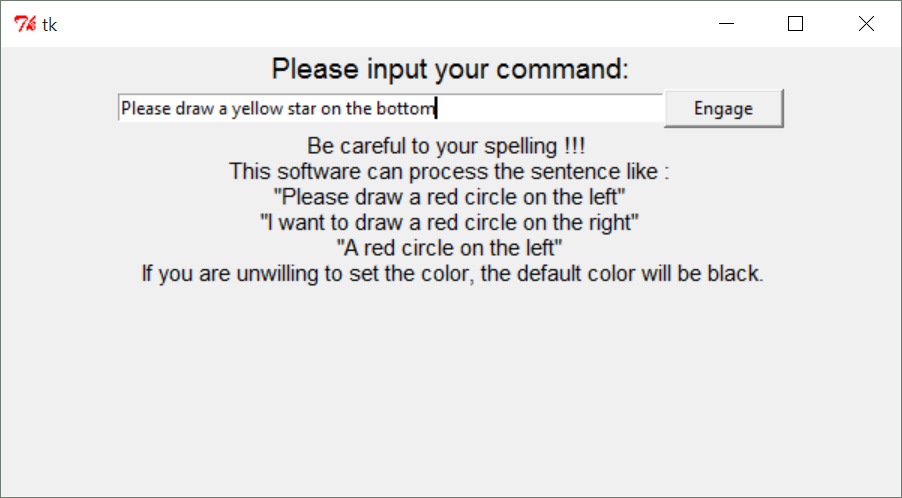 tk
Please input your command:
Please draw a yellow star on the bottom
Engage
Be careful to your spelling !!!
This software can process the sentence like :
"Please draw a red circle on the left"
"I want to draw a red circle on the right"
"A red circle on the left"
If you are unwilling to set the color, the default color will be black.